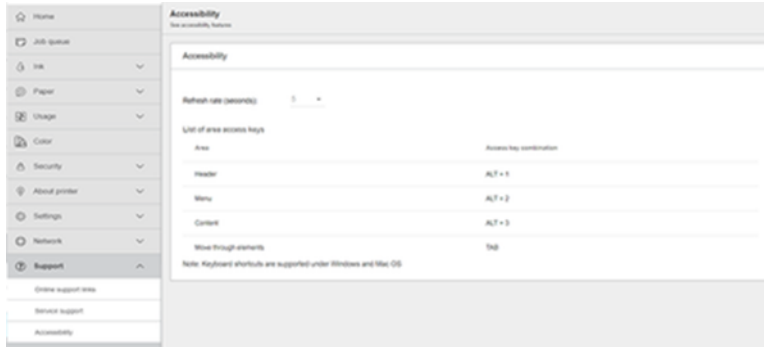 Home
Job queue
Ink
Paper
Usage
Color
Security
About printer
Settings
Network
Support
Online support links
Service support
Accessibility
Accessibility
See accessibility features
Accessibility
Refresh rate (seconds): 5
List of area access keys
Area Access key combination
Header ALT + 1
Menu ALT + 2
Content ALT + 3
Move through elements TAB
Note: Keyboard shortcuts are supported under Windows and Mac OS